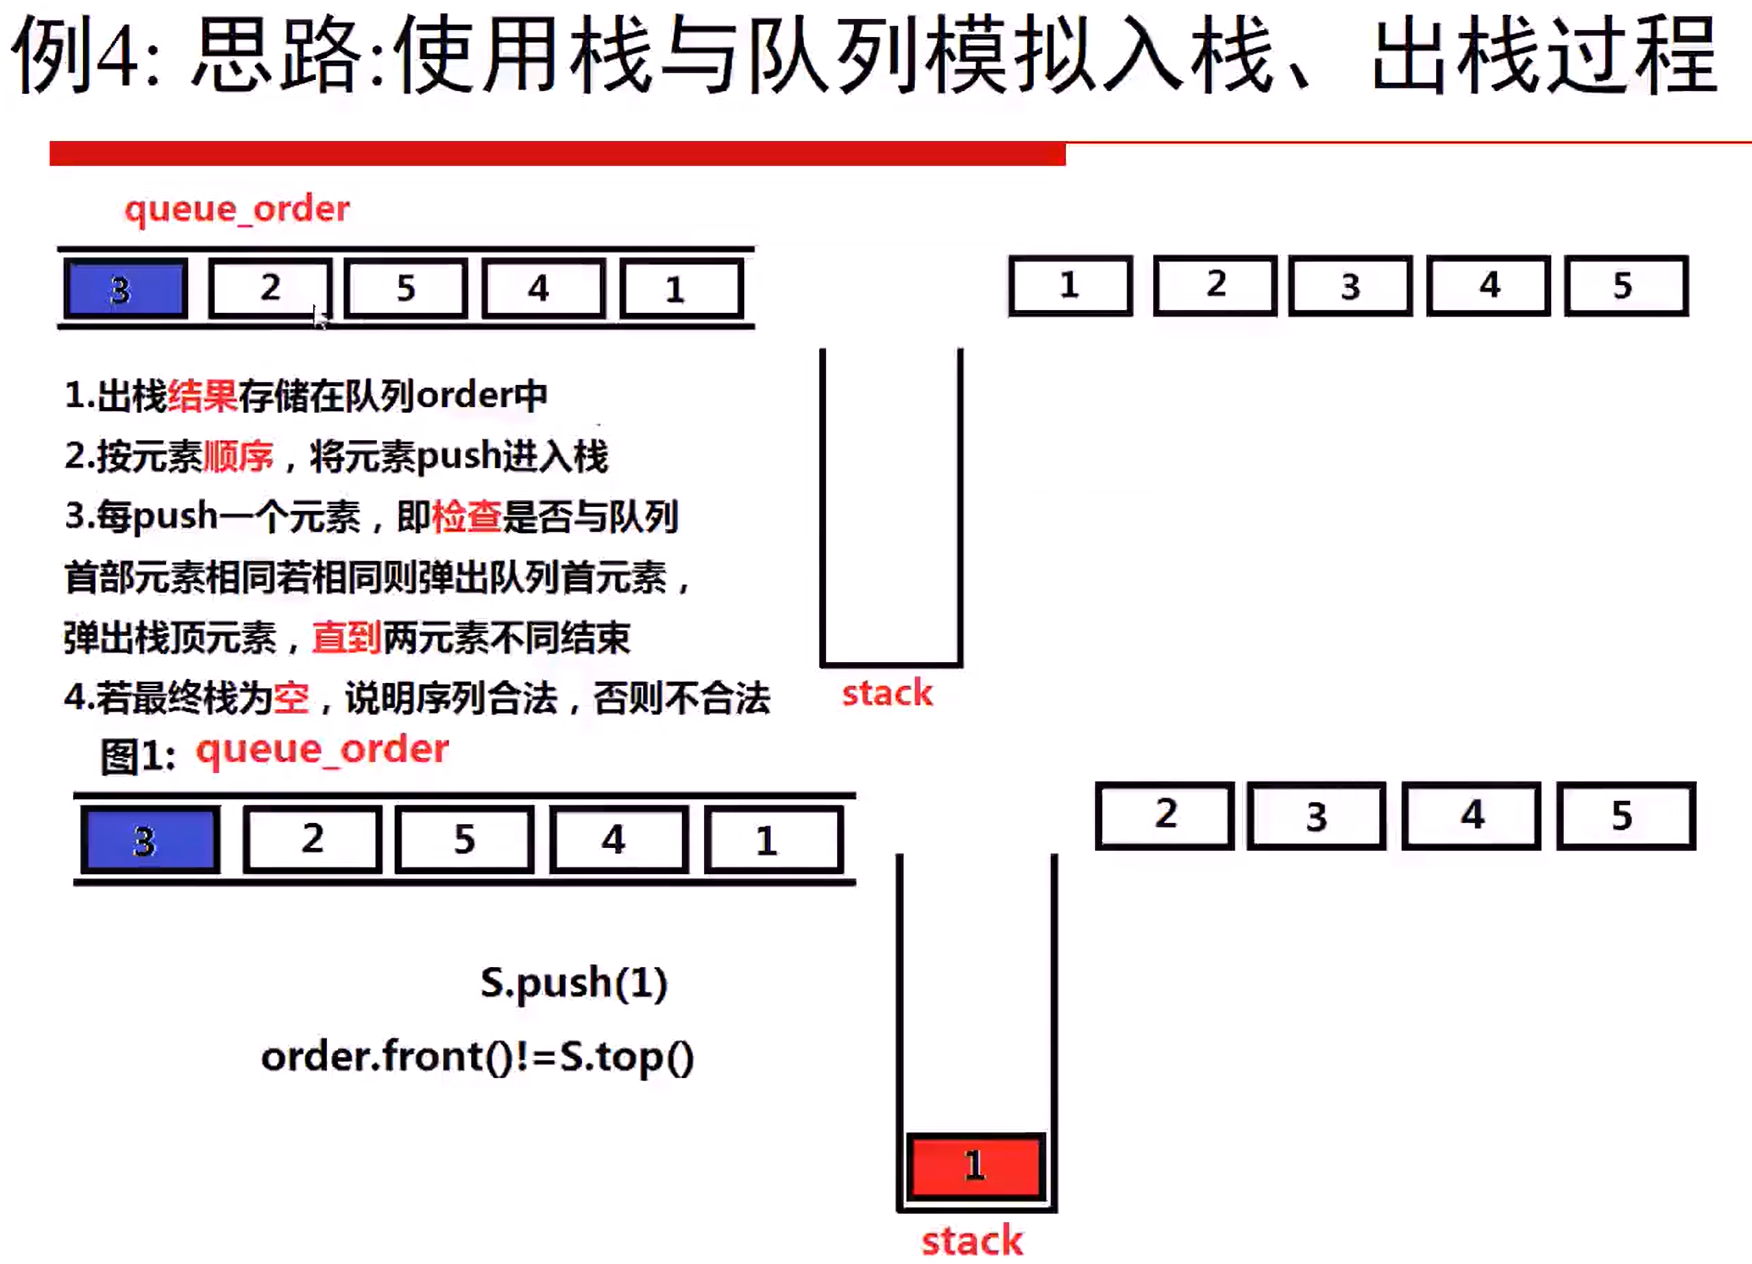 例4: 思路:使用栈与队列模拟入栈、出栈过程
queue_order
3 2 5 4 1
1 2 3 4 5
1.出栈结果存储在队列order中
2.按元素顺序，将元素push进入栈
3.每push一个元素，即检查是否与队列
首部元素相同若相同则弹出队列首元素，
弹出栈顶元素，直到两元素不同结束
4.若最终栈为空，说明序列合法，否则不合法
stack
图1: queue_order
3 2 5 4 1
2 3 4 5
S.push(1)
order.front()!=S.top()
1
stack